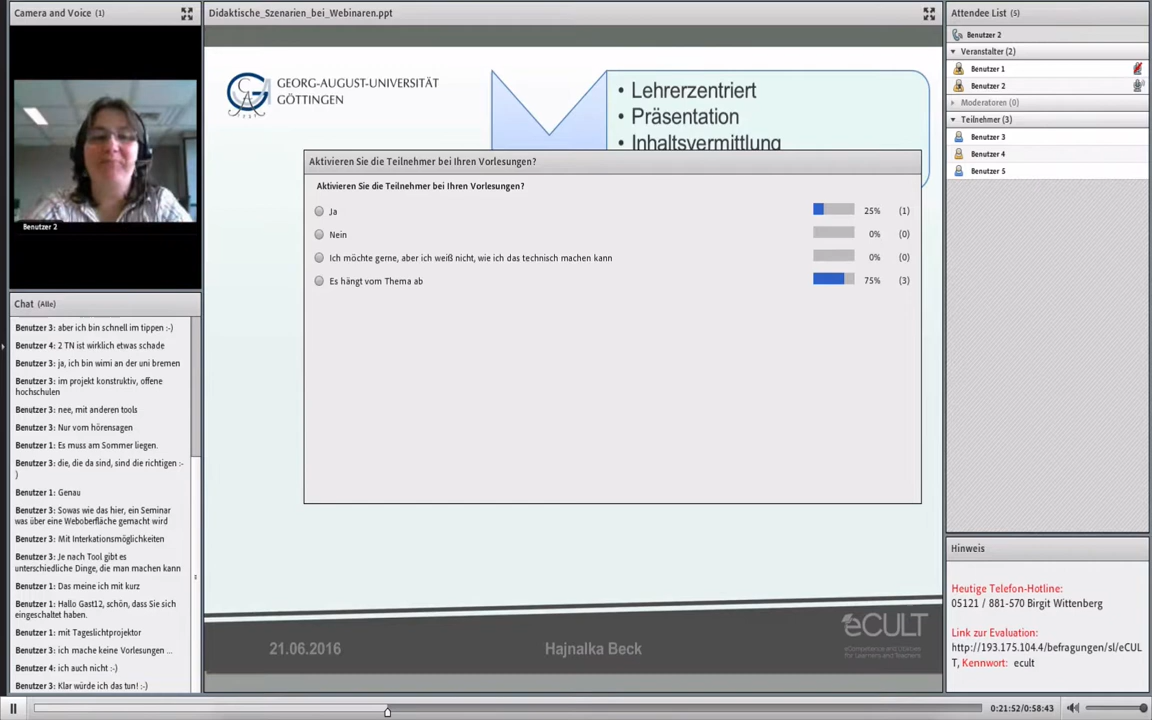 Camera and Voice (1)
Benutzer 2
Chat (Alle)
Benutzer 3: aber ich bin schnell im tippen :-)
Benutzer 4: 2 TN ist wirklich etwas schade
Benutzer 3: ja, ich bin wimi an der uni bremen
Benutzer 3: im projekt konstruktiv, offene
hochschulen
Benutzer 3: nee, mit anderen tools
Benutzer 3: Nur vom hörensagen
Benutzer 1: Es muss am Sommer liegen.
Benutzer 3: die, die da sind, sind die richtigen :-
)
Benutzer 1: Genau
Benutzer 3: Sowas wie das hier, ein Seminar
was über eine Weboberfläche gemacht wird
Benutzer 3: Mit Interkationsmöglichkeiten
Benutzer 3: Je nach Tool gibt es
unterschiedliche Dinge, die man machen kann
Benutzer 1: Das meine ich mit kurz
Benutzer 1: Hallo Gast12, schön, dass Sie sich
eingeschaltet haben.
Benutzer 1: mit Tageslichtprojektor
Benutzer 3: ich mache keine Vorlesungen ...
Benutzer 4: ich auch nicht :-)
Benutzer 3: Klar würde ich das tun! :-)
Didaktische_Szenarien_bei_Webinaren.ppt
GEORG-AUGUST-UNIVERSITÄT
GÖTTINGEN
• Lehrerzentriert
• Präsentation
• Inhaltsvermittlung
Aktivieren Sie die Teilnehmer bei Ihren Vorlesungen?
Aktivieren Sie die Teilnehmer bei Ihren Vorlesungen?
Ja 25% (1)
Nein 0% (0)
Ich möchte gerne, aber ich weiß nicht, wie ich das technisch machen kann 0% (0)
Es hängt vom Thema ab 75% (3)
21.06.2016 Hajnalka Beck
eCULT
eCompetence and Utilities
for Learners and Teachers
Attendee List (5)
Benutzer 2
Veranstalter (2)
Benutzer 1
Benutzer 2
Moderatoren (0)
Teilnehmer (3)
Benutzer 3
Benutzer 4
Benutzer 5
Hinweis
Heutige Telefon-Hotline:
05121 / 881-570 Birgit Wittenberg
Link zur Evaluation:
http://193.175.104.4/befragungen/sl/eCUL
T, Kennwort: ecult
0:21:52/0:58:43